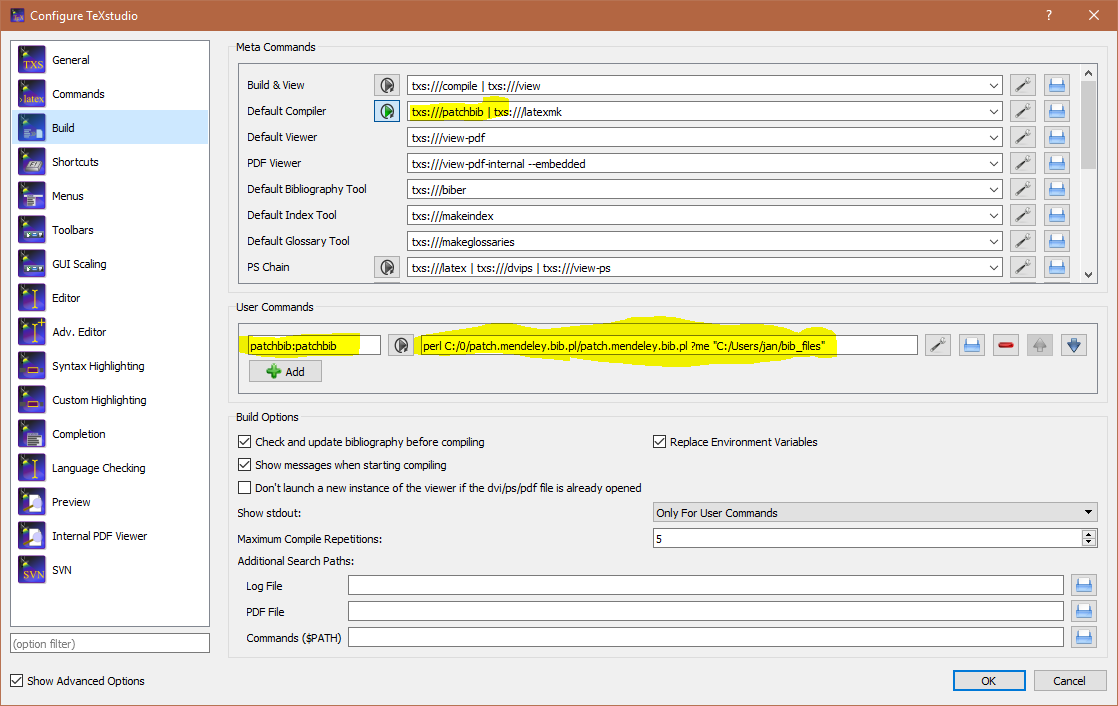 Configure TeXstudio
General
Commands
Build
Shortcuts
Menus
Toolbars
GUI Scaling
Editor
Adv. Editor
Syntax Highlighting
Custom Highlighting
Completion
Language Checking
Preview
Internal PDF Viewer
SVN
(option filter)
Show Advanced Options
Meta Commands
Build & View txs:///compile | txs:///view
Default Compiler txs:///patchbib | txs:///latexmk
Default Viewer txs:///view-pdf
PDF Viewer txs:///view-pdf-internal --embedded
Default Bibliography Tool txs:///biber
Default Index Tool txs:///makeindex
Default Glossary Tool txs:///makeglossaries
PS Chain txs:///latex | txs:///dvips | txs:///view-ps
User Commands
patchbib:patchbib perl C:/0/patch.mendeley.bib.pl/patch.mendeley.bib.pl ?me "C:/Users/jan/bib_files"
Add
Build Options
Check and update bibliography before compiling Replace Environment Variables
Show messages when starting compiling
Don't launch a new instance of the viewer if the dvi/ps/pdf file is already opened
Show stdout: Only For User Commands
Maximum Compile Repetitions: 5
Additional Search Paths:
Log File
PDF File
Commands ($PATH)
OK Cancel